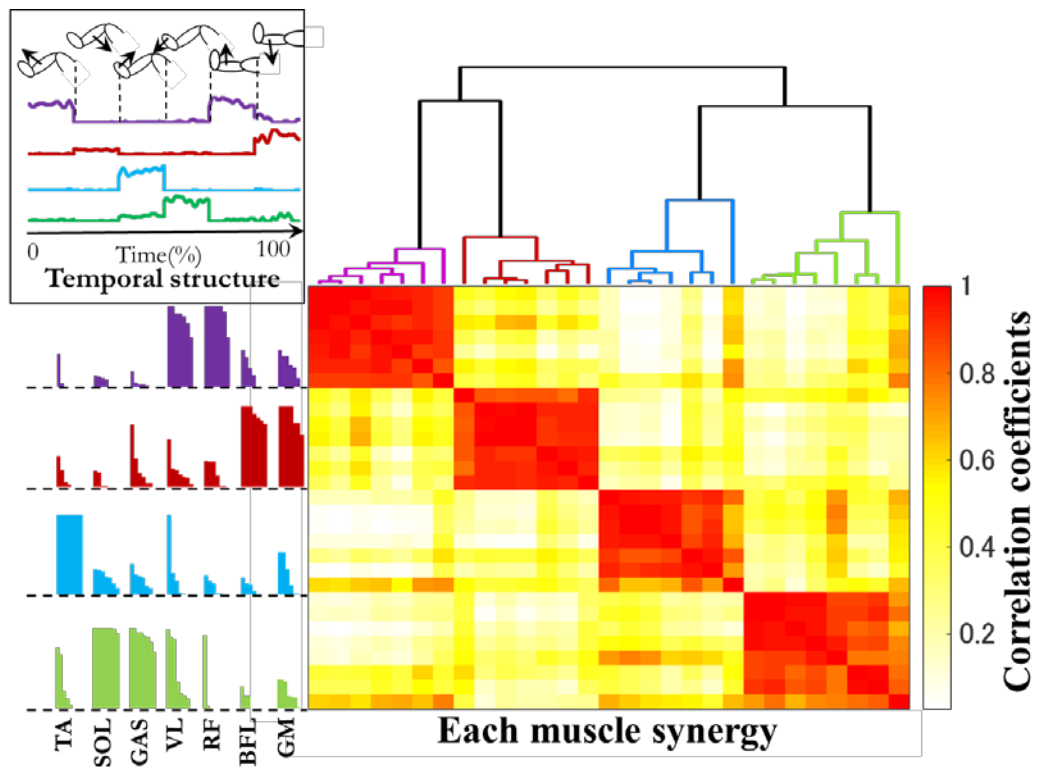 0 Time(%) 100
Temporal structure
1
0.8
0.6
0.4
0.2
Correlation coefficients
TA SOL GAS VL RF BFL GM
Each muscle synergy